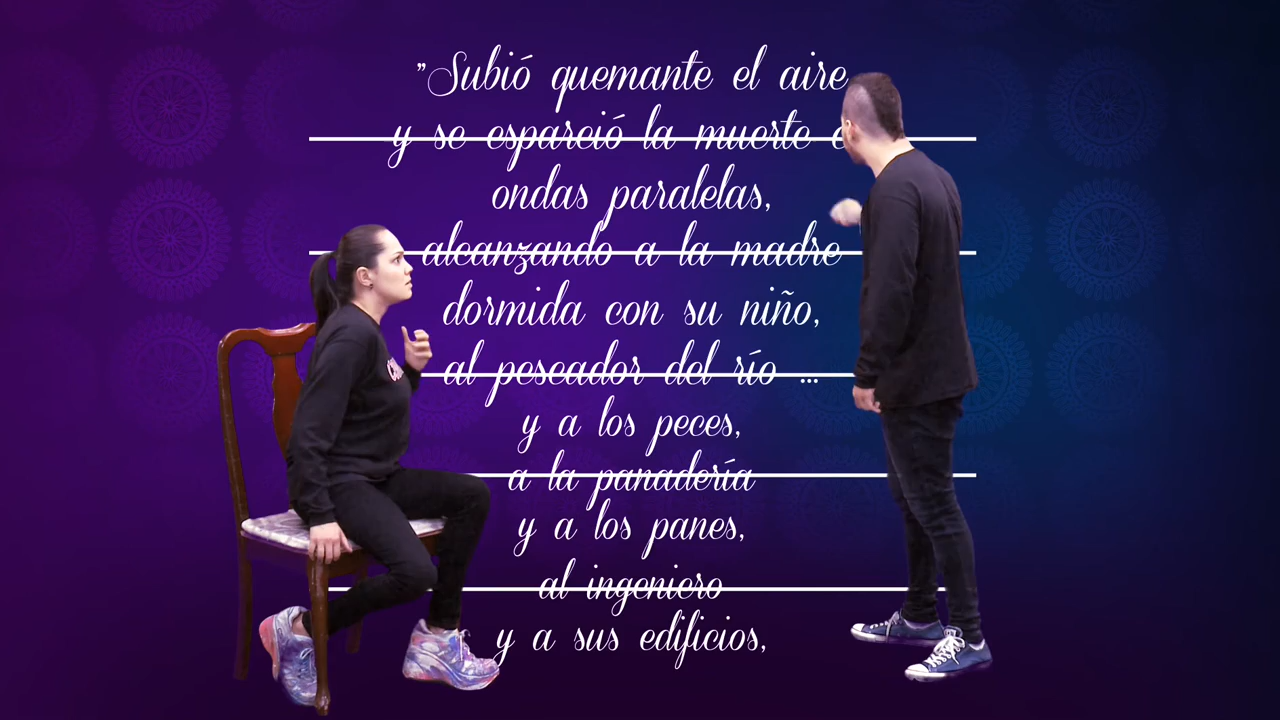 "Subió quemante el aire
y se esparció la muerte e
ondas paralelas,
alcanzando a la madre
dormida con su niño,
al pescador del río ...
y a los peces,
a la panadería
y a los panes,
al ingeniero
y a sus edificios,